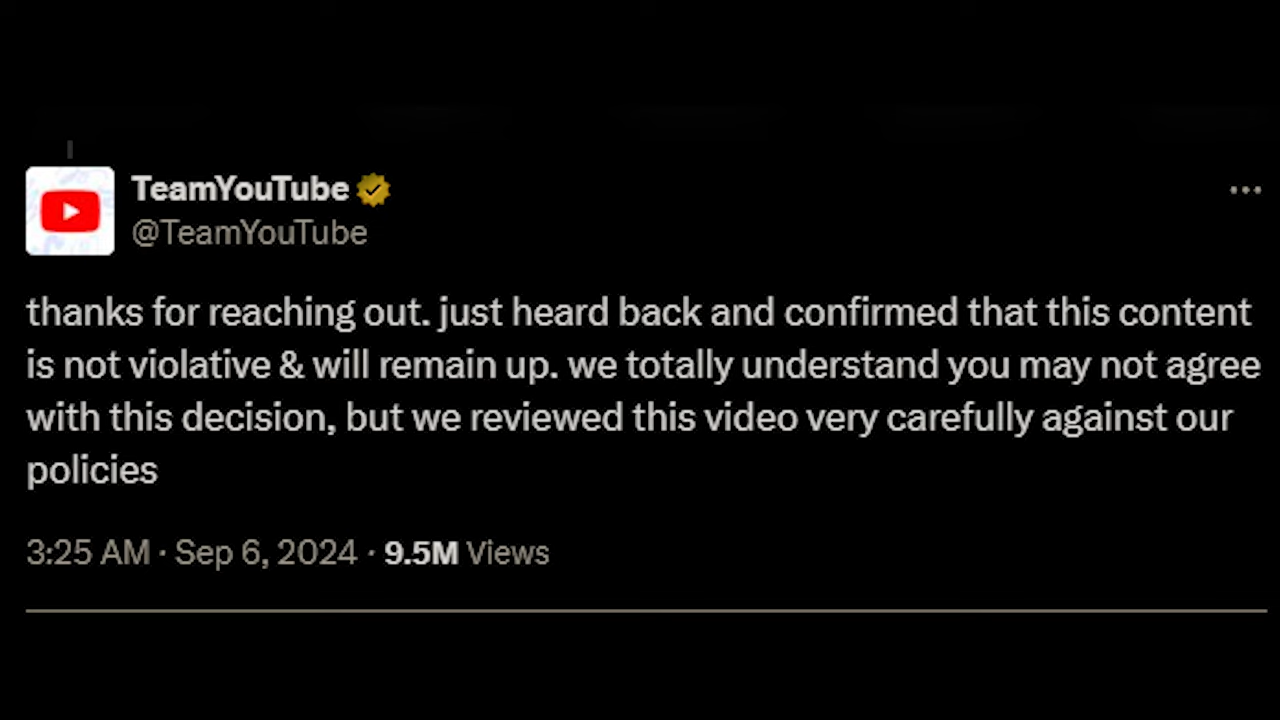 TeamYouTube
@TeamYouTube
thanks for reaching out. just heard back and confirmed that this content
is not violative & will remain up. we totally understand you may not agree
with this decision, but we reviewed this video very carefully against our
policies
3:25 AM · Sep 6, 2024 · 9.5M Views